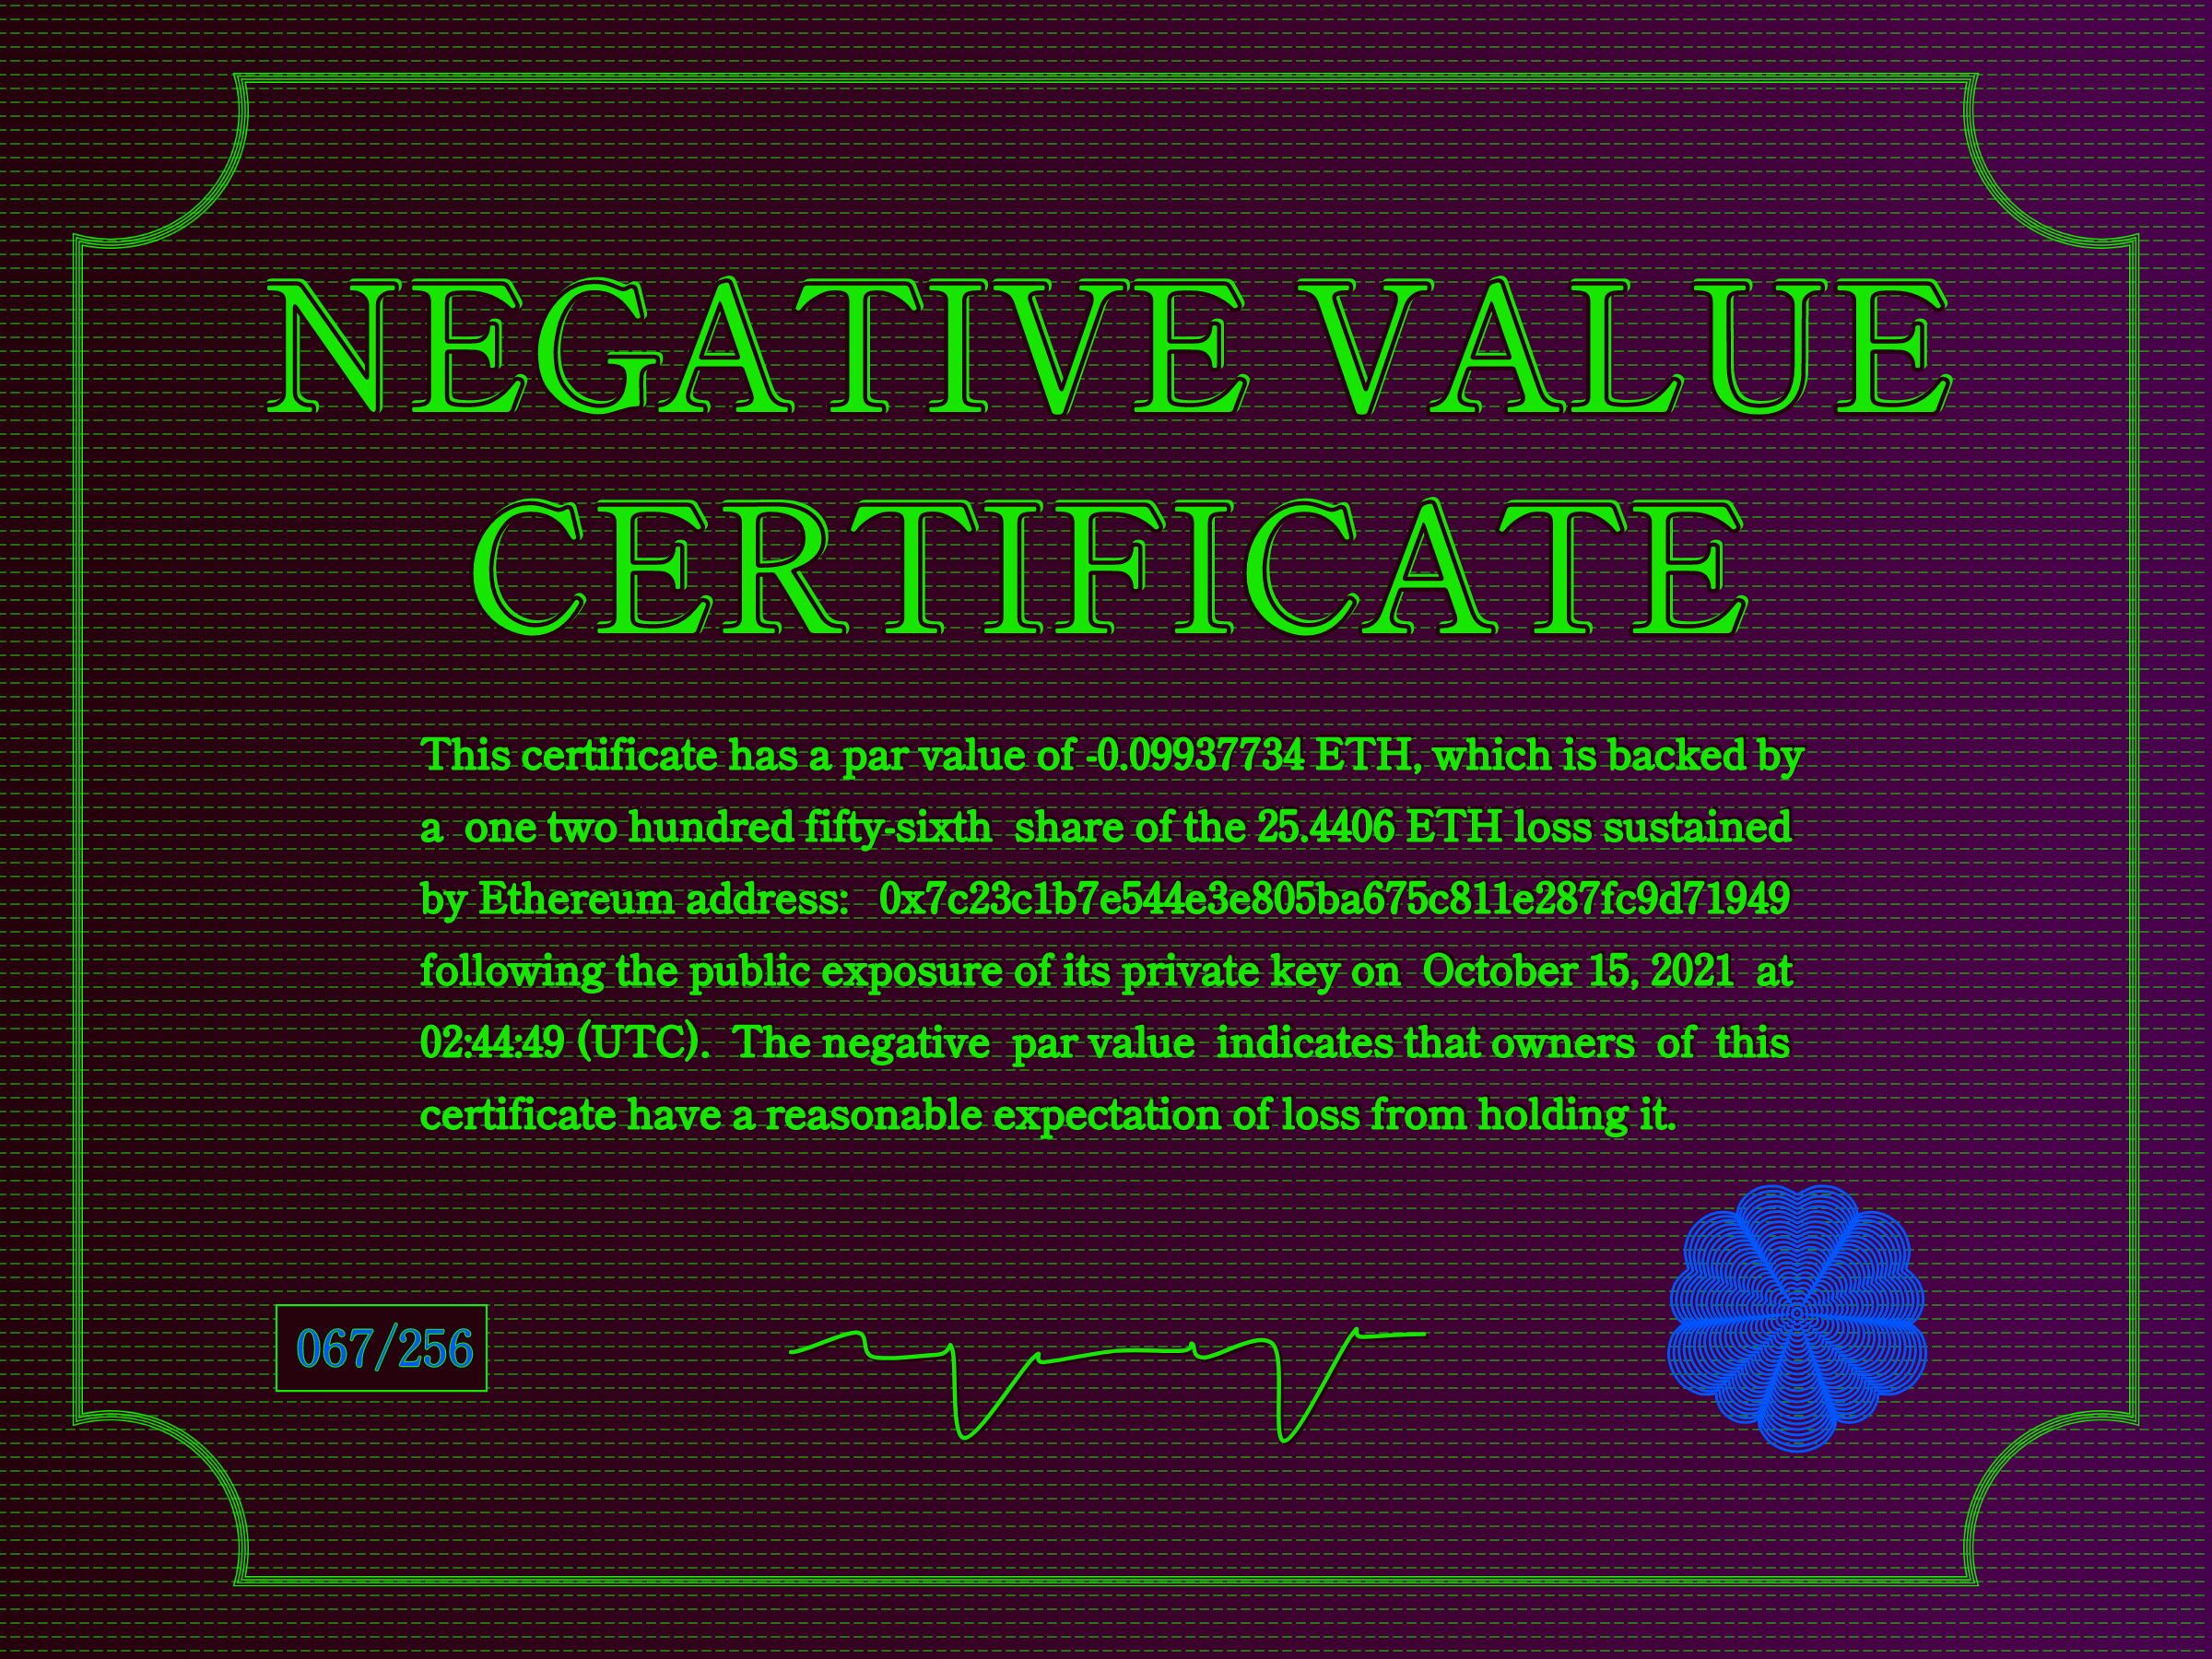 NEGATIVE VALUE
CERTIFICATE
This certificate has a par value of -0.09937734 ETH, which is backed by
a one two hundred fifty-sixth share of the 25.4406 ETH loss sustained
by Ethereum address: 0x7c23c1b7e544e3e805ba675c811e287fc9d71949
following the public exposure of its private key on October 15, 2021 at
02:44:49 (UTC). The negative par value indicates that owners of this
certificate have a reasonable expectation of loss from holding it.
067/256